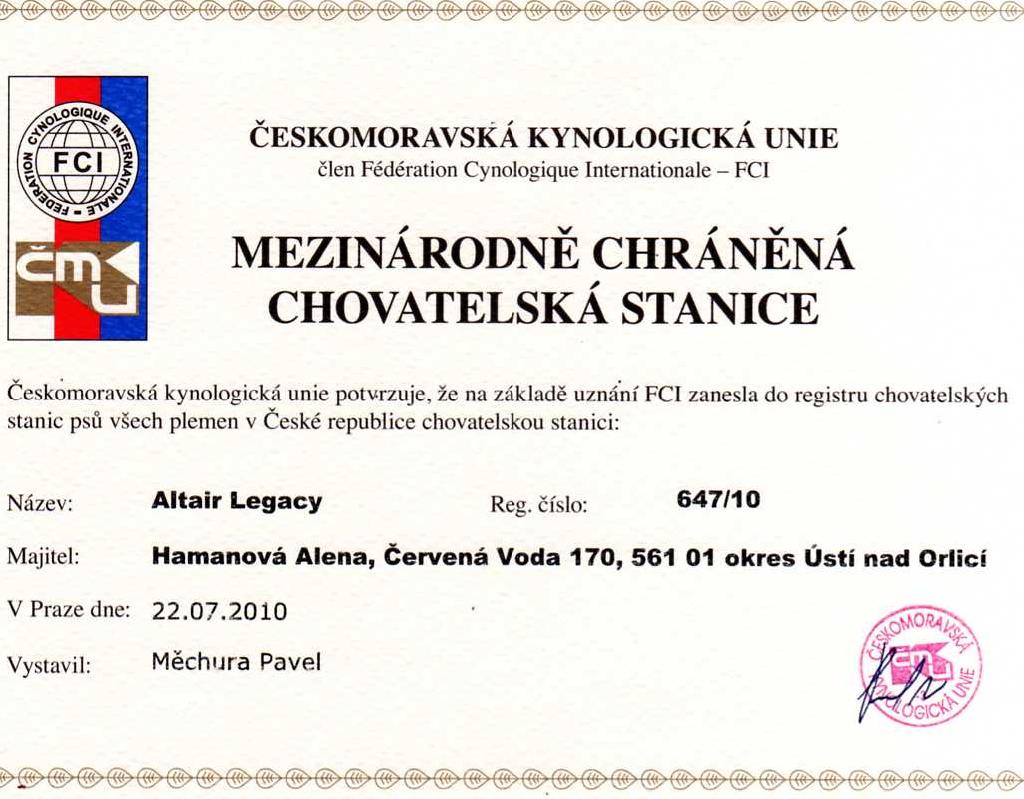 FEDERATION CYNOLOGIQUE INTERNATIONALE
FCI
ČMU
ČESKOMORAVSKÁ KYNOLOGICKÁ UNIE
člen Fédération Cynologique Internationale – FCI
MEZINÁRODNĚ CHRÁNĚNÁ
CHOVATELSKÁ STANICE
Českomoravská kynologická unie potvrzuje, že na základě uznání FCI zanesla do registru chovatelských
stanic psů všech plemen v České republice chovatelskou stanici:
Název: Altair Legacy Reg. číslo: 647/10
Majitel: Hamanová Alena, Červená Voda 170, 561 01 okres Ústí nad Orlicí
V Praze dne: 22.07.2010
Vystavil: Měchura Pavel
ČESKOMORAVSKÁ KYNOLOGICKÁ UNIE
ČMU